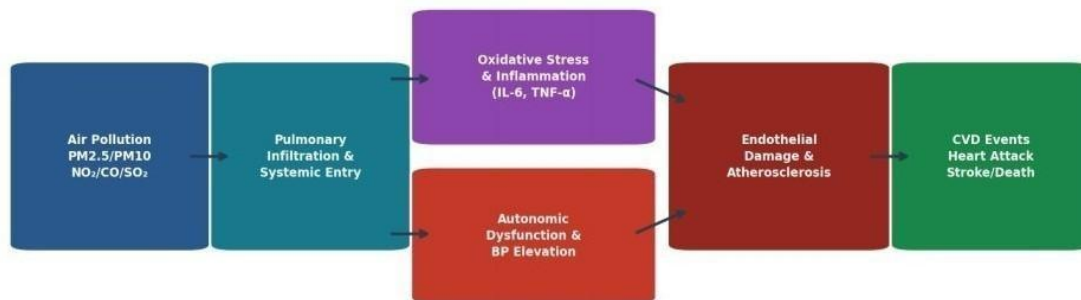 Air Pollution
PM2.5/PM10
NO₂/CO/SO₂
Pulmonary
Infiltration &
Systemic Entry
Oxidative Stress
& Inflammation
(IL-6, TNF-α)
Autonomic
Dysfunction &
BP Elevation
Endothelial
Damage &
Atherosclerosis
CVD Events
Heart Attack
Stroke/Death